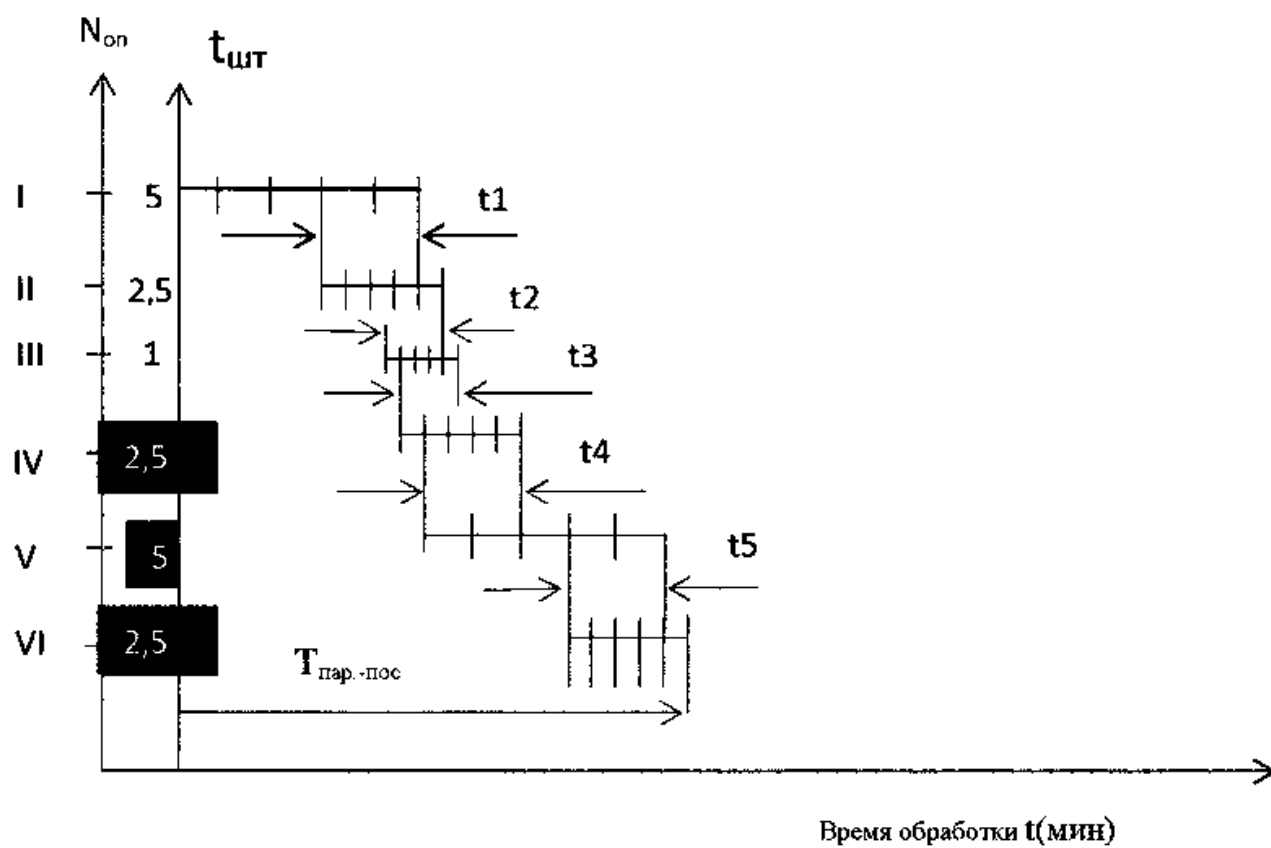 Nоп
tшт
I 5 t1
II 2,5 t2
III 1 t3
IV 2,5 t4
V 5 t5
VI 2,5
Tпар.-пос
Время обработки t(мин)